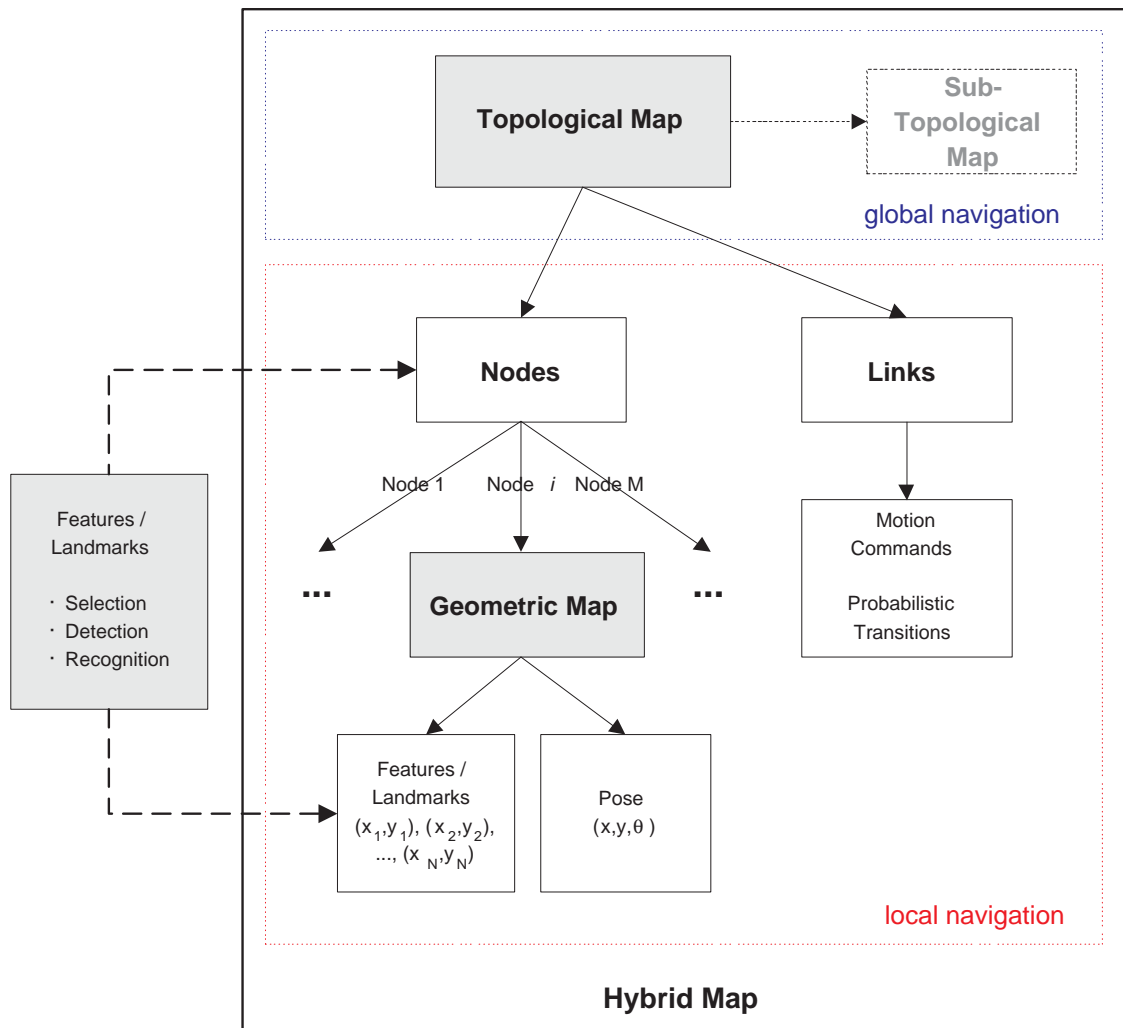 Topological Map
Sub-
Topological
Map
global navigation
Nodes
Links
Node 1
Node i
Node M
Features /
Landmarks
· Selection
· Detection
· Recognition
...
...
Geometric Map
Motion
Commands
Probabilistic
Transitions
Features /
Landmarks
(x1,y1), (x2,y2),
..., (xN,yN)
Pose
(x,y,θ)
local navigation
Hybrid Map